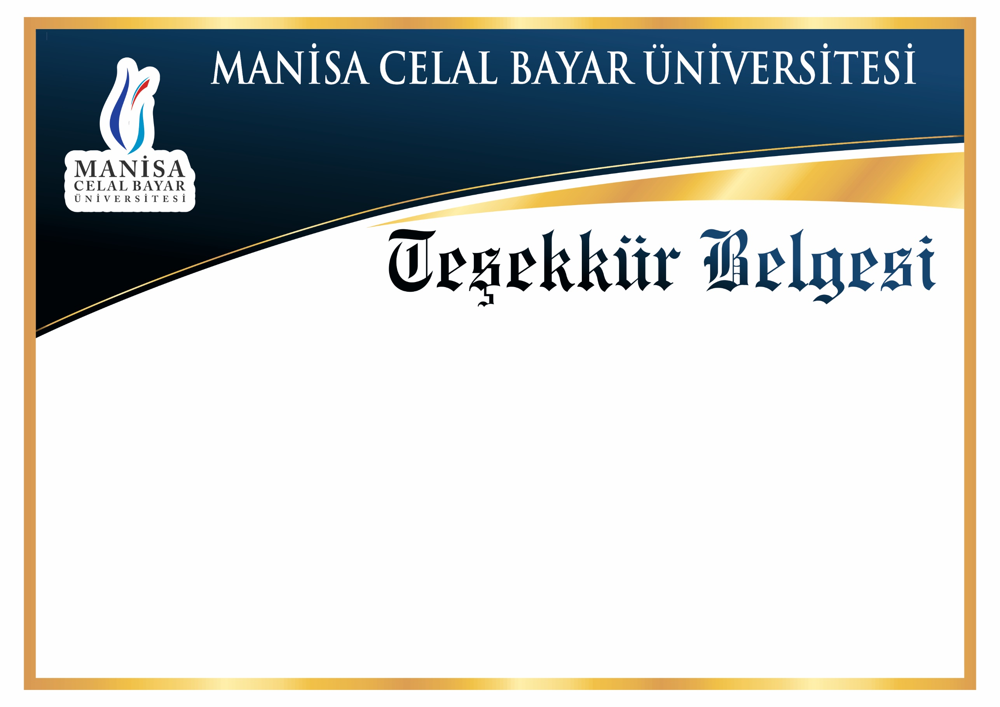 MANİSA CELAL BAYAR ÜNİVERSİTESİ
MANİSA
CELAL BAYAR
ÜNİVERSİTESİ
Teşekkür Belgesi